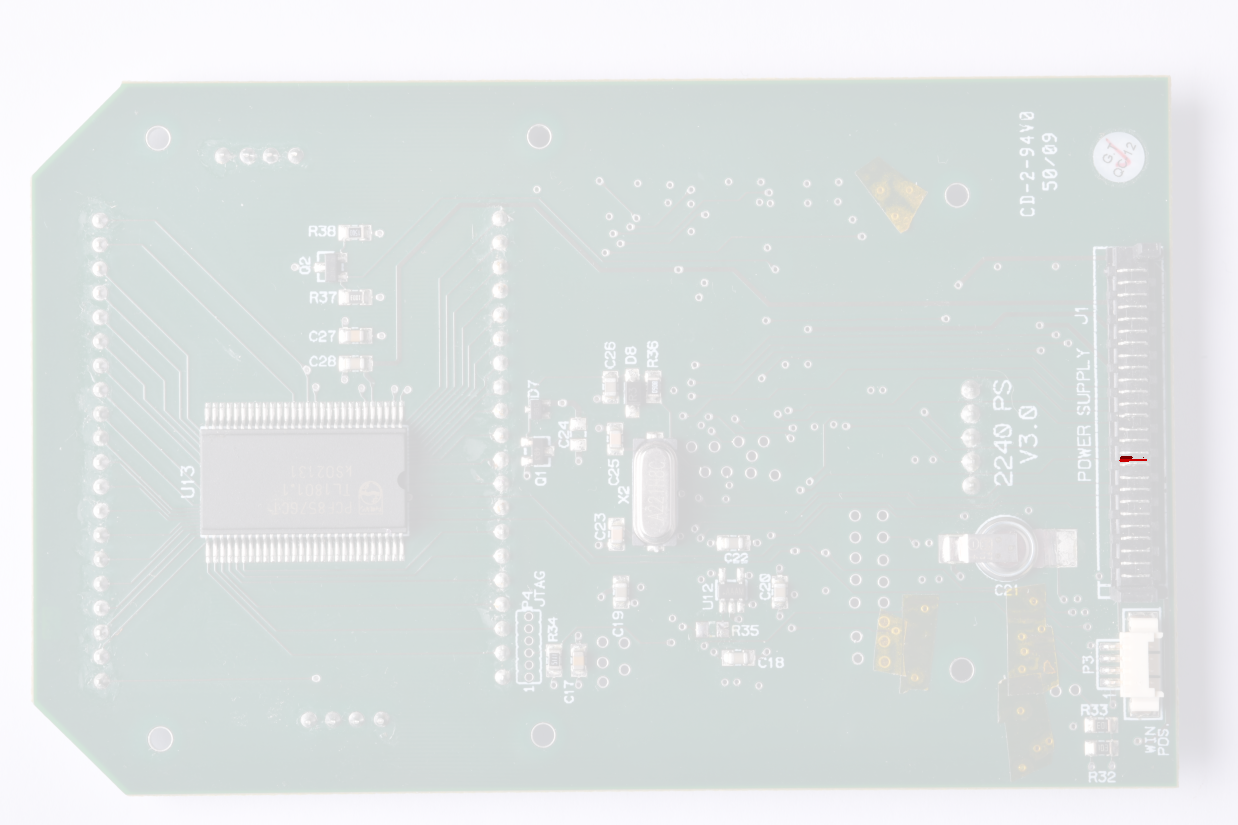 CD-2-94V0
50/09
R38
Q2
R37
J1
C27
C28
C26
D8
R36
POWER SUPPLY
D7
2240 PS
V3.0
C24
U13
Q1
C25
X2
C23
C22
JTAG
P4
U12
C20
C21
C19
R34
R35
C18
P3
C17
1
1
R33
WIN
POS.
R32